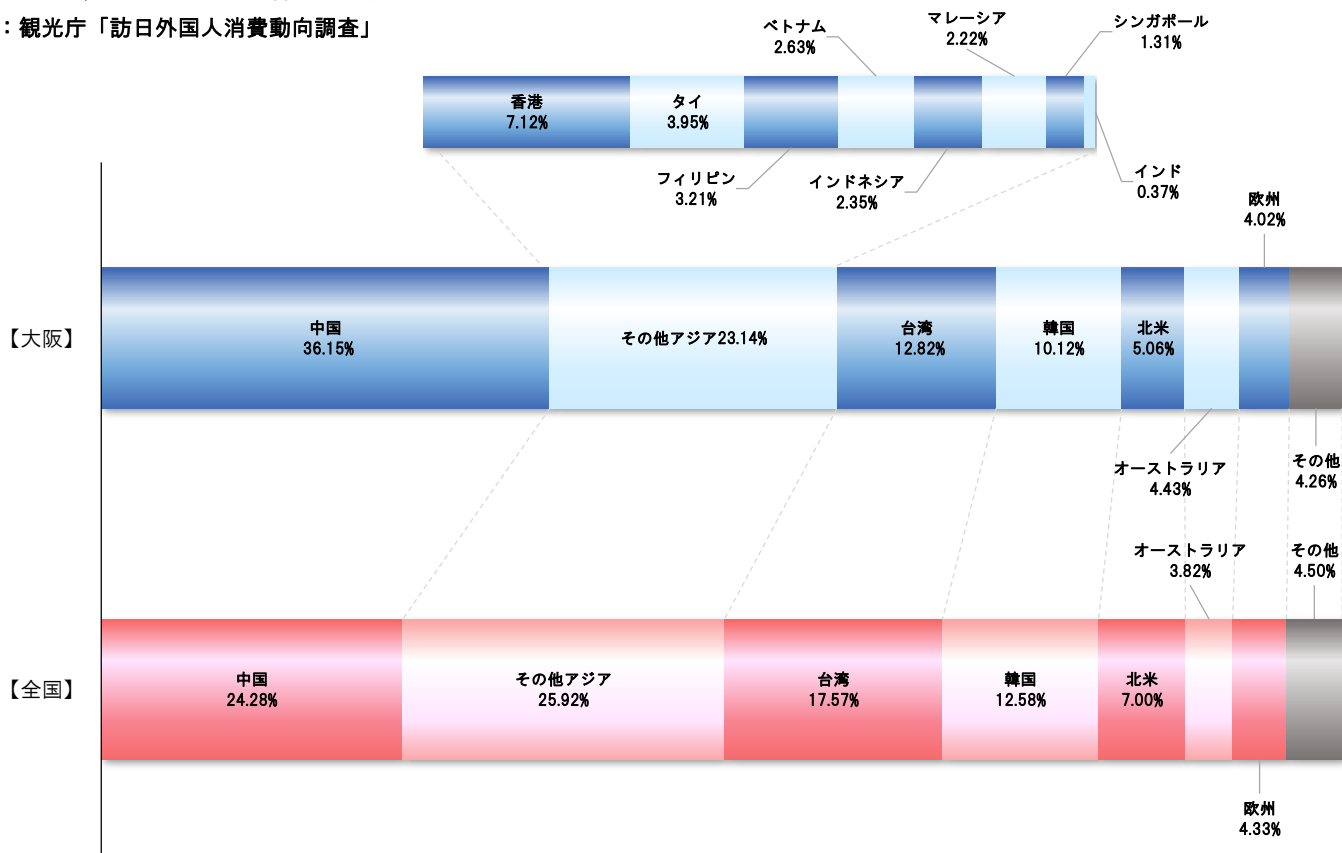 ：観光庁「訪日外国人消費動向調査」
ベトナム
2.63%
マレーシア
2.22%
シンガポール
1.31%
香港
7.12%
タイ
3.95%
フィリピン
3.21%
インドネシア
2.35%
インド
0.37%
欧州
4.02%
【大阪】
中国
36.15%
その他アジア23.14%
台湾
12.82%
韓国
10.12%
北米
5.06%
オーストラリア
4.43%
その他
4.26%
オーストラリア
3.82%
その他
4.50%
【全国】
中国
24.28%
その他アジア
25.92%
台湾
17.57%
韓国
12.58%
北米
7.00%
欧州
4.33%